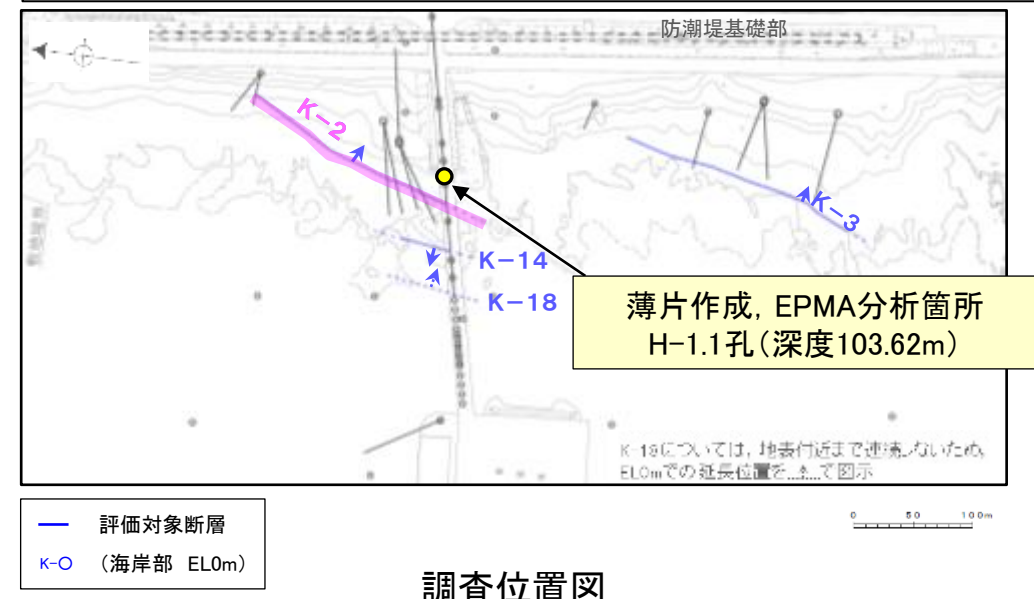 防潮堤基礎部
K-2
K-3
K-14
K-18
薄片作成, EPMA分析箇所
H-1.1孔(深度103.62m)
K-18については, 地表付近まで連続しないため,
EL0mでの延長位置を
で図示
0 50 100m
評価対象断層
K-○ (海岸部 EL0m)
調査位置図